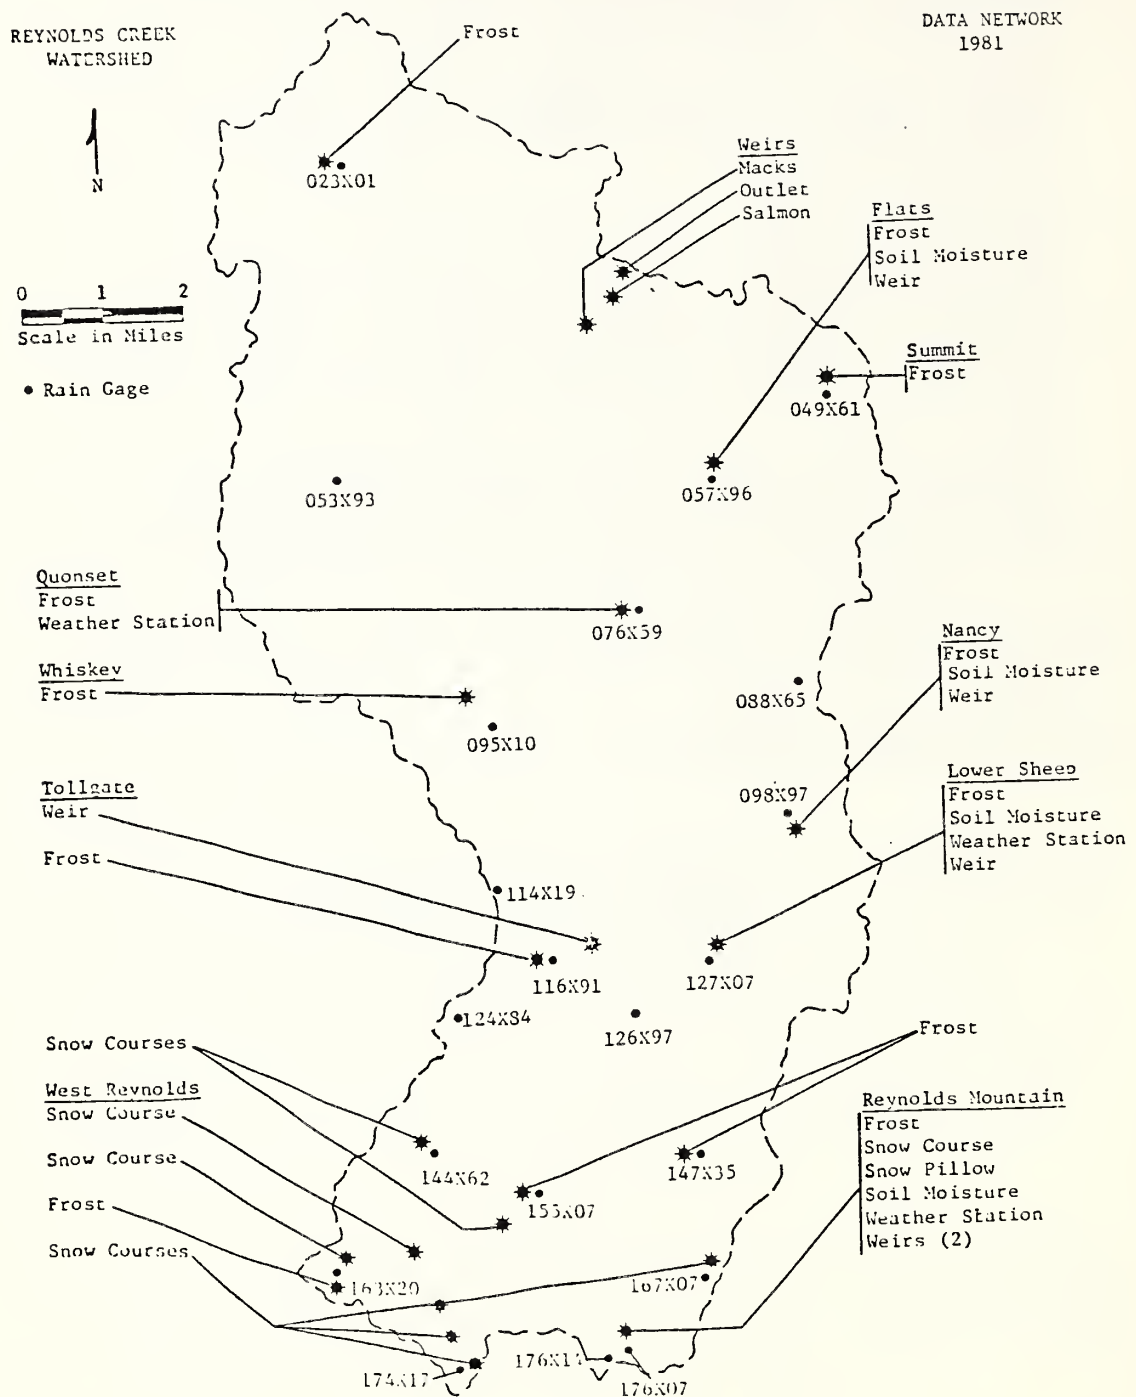 REYNOLDS CREEK
WATERSHED
DATA NETWORK
1981
Frost
N
023X01
Weirs
Macks
Outlet
Salmon
Flats
Frost
Soil Moisture
Weir
0 1 2
Scale in Miles
Rain Gage
Summit
Frost
049X61
053X93
057X96
Quonset
Frost
Weather Station
076X59
Nancy
Frost
Soil Moisture
Weir
Whiskey
Frost
088X65
095X10
Tollgate
Weir
Frost
098X97
Lower Sheep
Frost
Soil Moisture
Weather Station
Weir
114X19
116X91
127X07
124X84
126X97
Frost
Snow Courses
West Reynolds
Snow Course
Snow Course
Frost
Snow Courses
Reynolds Mountain
Frost
Snow Course
Snow Pillow
Soil Moisture
Weather Station
Weirs (2)
144X62
147X35
155X07
163X20
167X07
174X17
176X14
176X07